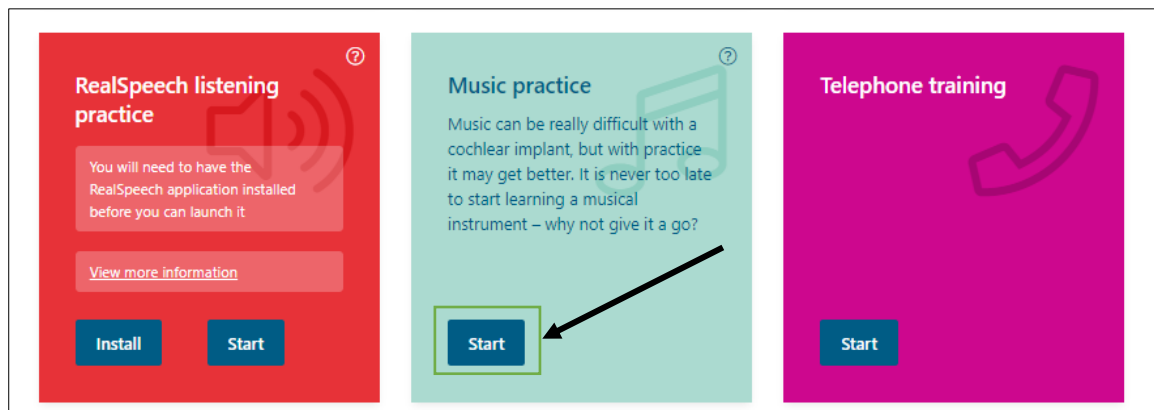 RealSpeech listening
practice
You will need to have the
RealSpeech application installed
before you can launch it
View more information
Install
Start
Music practice
Music can be really difficult with a
cochlear implant, but with practice
it may get better. It is never too late
to start learning a musical
instrument – why not give it a go?
Start
Telephone training
Start